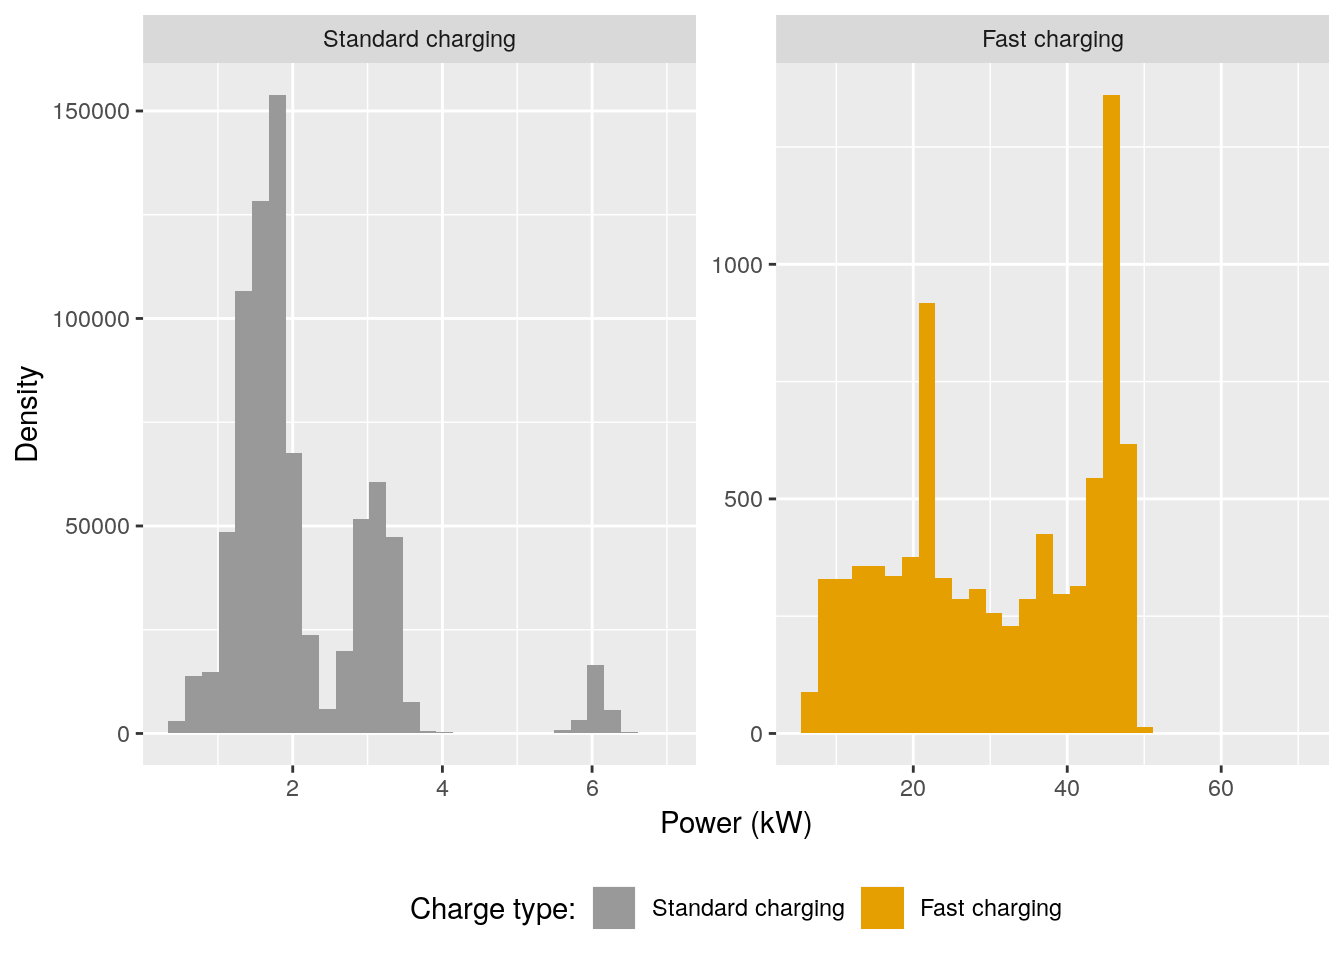 Standard charging
Fast charging
150000
100000
50000
0
1000
500
0
Density
2 4 6
20 40 60
Power (kW)
Charge type: Standard charging Fast charging